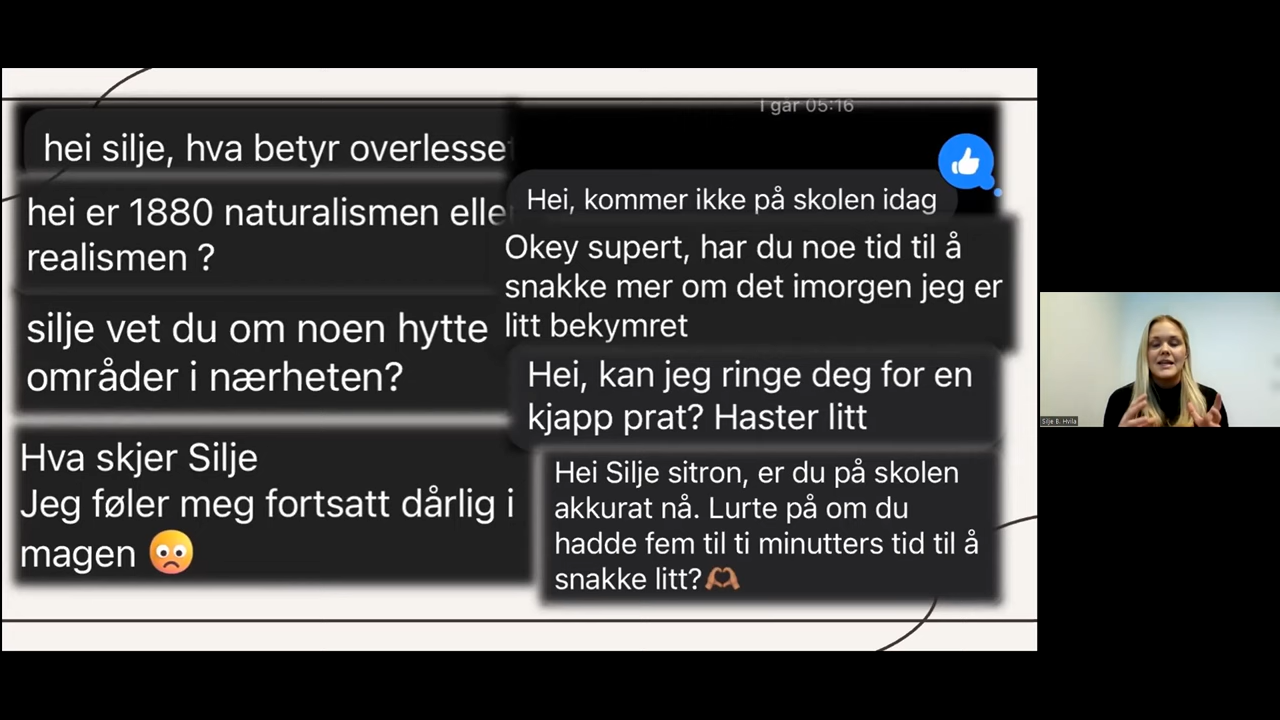 hei silje, hva betyr overlesset
hei er 1880 naturalismen eller
realismen ?
silje vet du om noen hytte
områder i nærheten?
Hva skjer Silje
Jeg føler meg fortsatt dårlig i
magen
I går 05:16
Hei, kommer ikke på skolen idag
Okey supert, har du noe tid til å
snakke mer om det imorgen jeg er
litt bekymret
Hei, kan jeg ringe deg for en
kjapp prat? Haster litt
Hei Silje sitron, er du på skolen
akkurat nå. Lurte på om du
hadde fem til ti minutters tid til å
snakke litt?
Silje B. Hvila